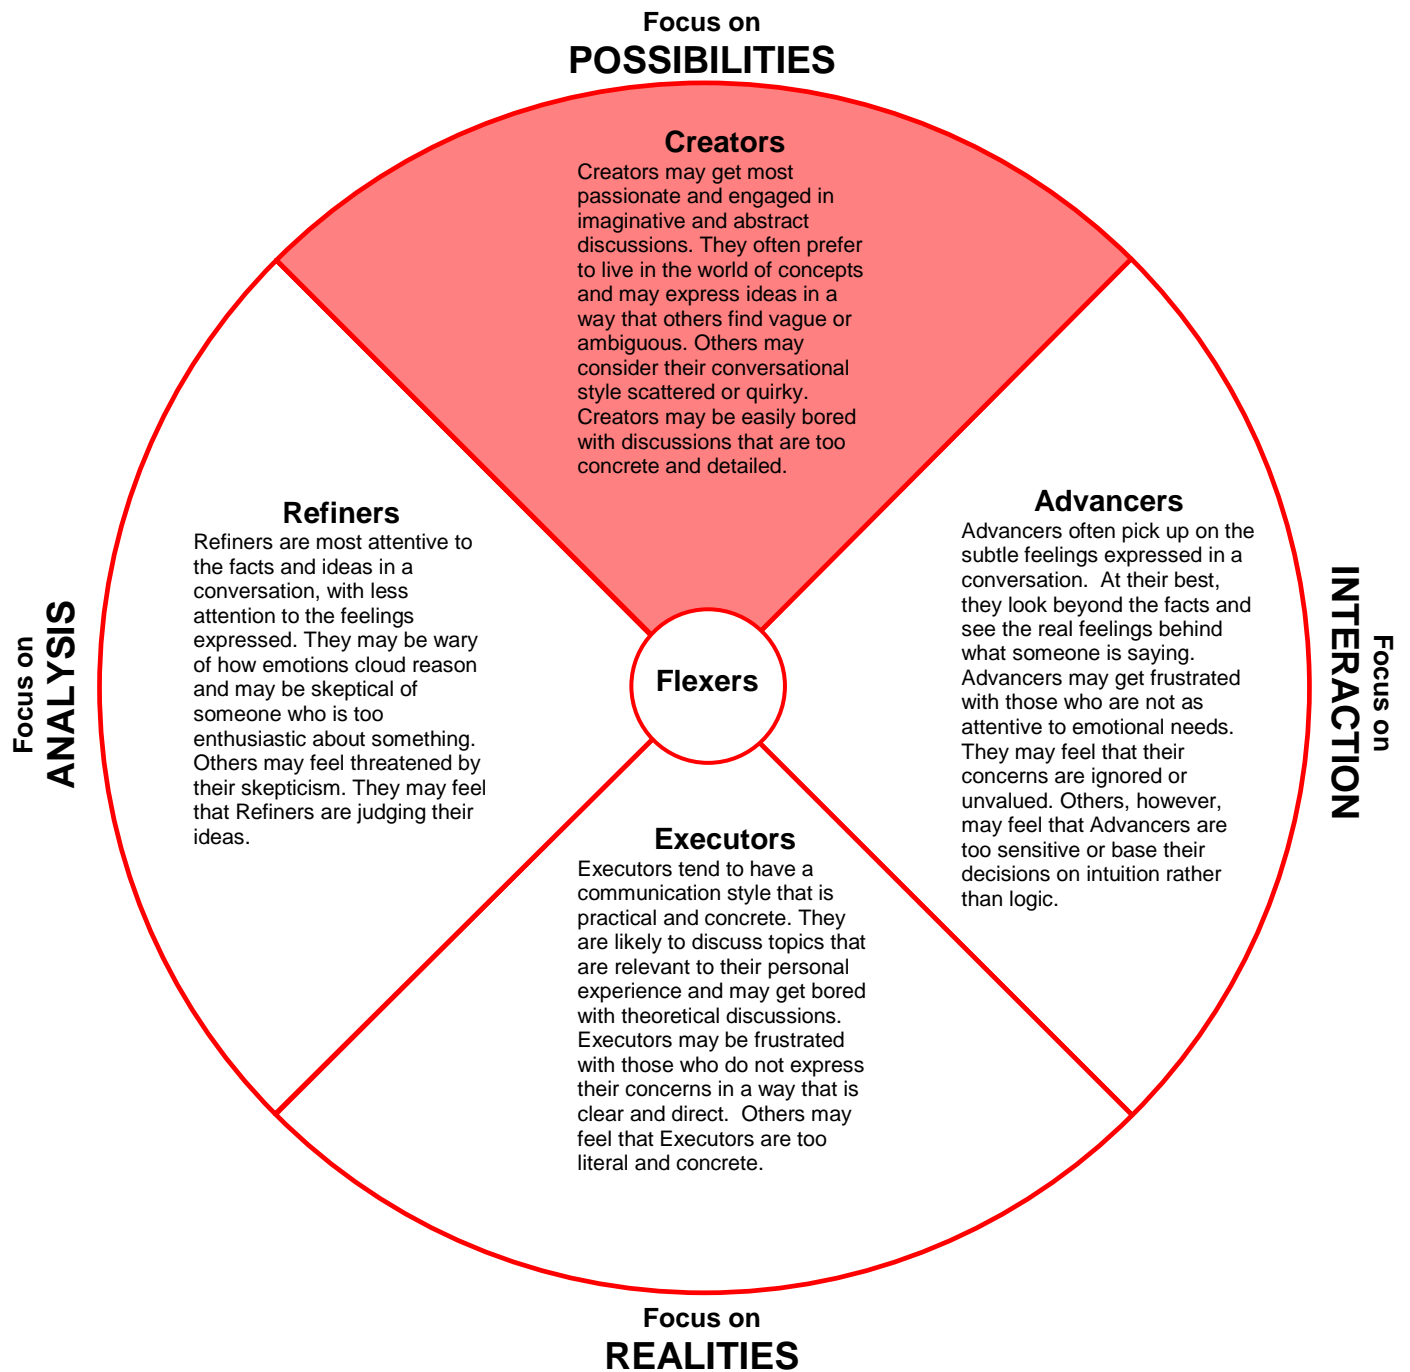 Focus on
POSSIBILITIES
Creators
Creators may get most
passionate and engaged in
imaginative and abstract
discussions. They often prefer
to live in the world of concepts
and may express ideas in a
way that others find vague or
ambiguous. Others may
consider their conversational
style scattered or quirky.
Creators may be easily bored
with discussions that are too
concrete and detailed.
Focus on
ANALYSIS
Refiners
Refiners are most attentive to
the facts and ideas in a
conversation, with less
attention to the feelings
expressed. They may be wary
of how emotions cloud reason
and may be skeptical of
someone who is too
enthusiastic about something.
Others may feel threatened by
their skepticism. They may feel
that Refiners are judging their
ideas.
Flexers
Advancers
Advancers often pick up on the
subtle feelings expressed in a
conversation.  At their best,
they look beyond the facts and
see the real feelings behind
what someone is saying.
Advancers may get frustrated
with those who are not as
attentive to emotional needs.
They may feel that their
concerns are ignored or
unvalued. Others, however,
may feel that Advancers are
too sensitive or base their
decisions on intuition rather
than logic.
Focus on
INTERACTION
Executors
Executors tend to have a
communication style that is
practical and concrete. They
are likely to discuss topics that
are relevant to their personal
experience and may get bored
with theoretical discussions.
Executors may be frustrated
with those who do not express
their concerns in a way that is
clear and direct.  Others may
feel that Executors are too
literal and concrete.
Focus on
REALITIES